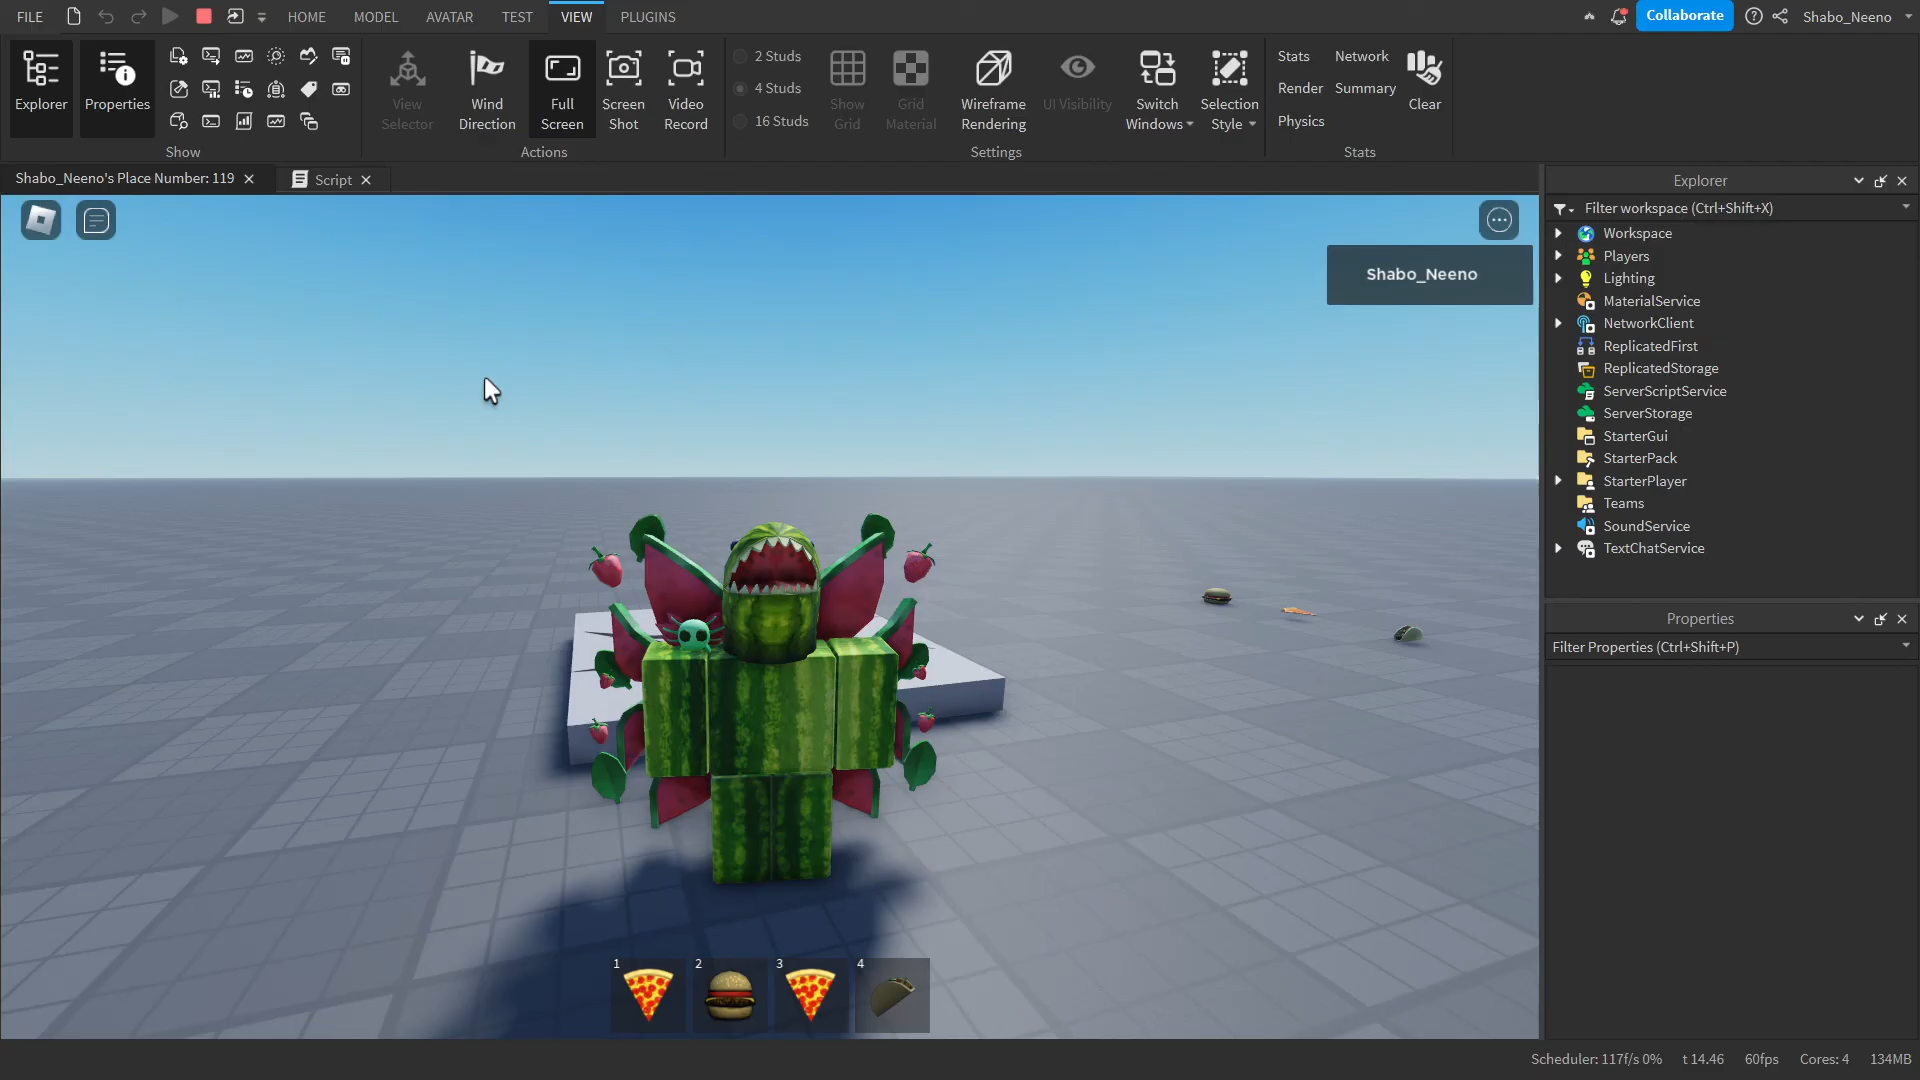 FILE HOME MODEL AVATAR TEST VIEW PLUGINS Collaborate Shabo_Neeno
Explorer Properties
Show
View Selector
Wind Direction
Full Screen
Screen Shot
Video Record
Actions
2 Studs
4 Studs
16 Studs
Show Grid
Grid Material
Wireframe Rendering
UI Visibility
Switch Windows
Selection Style
Settings
Stats Network
Render Summary
Physics
Clear
Stats
Shabo_Neeno's Place Number: 119
Script
Shabo_Neeno
1 2 3 4
Explorer
Filter workspace (Ctrl+Shift+X)
Workspace
Players
Lighting
MaterialService
NetworkClient
ReplicatedFirst
ReplicatedStorage
ServerScriptService
ServerStorage
StarterGui
StarterPack
StarterPlayer
Teams
SoundService
TextChatService
Properties
Filter Properties (Ctrl+Shift+P)
Scheduler: 117f/s 0% t 14.46 60fps Cores: 4 134MB